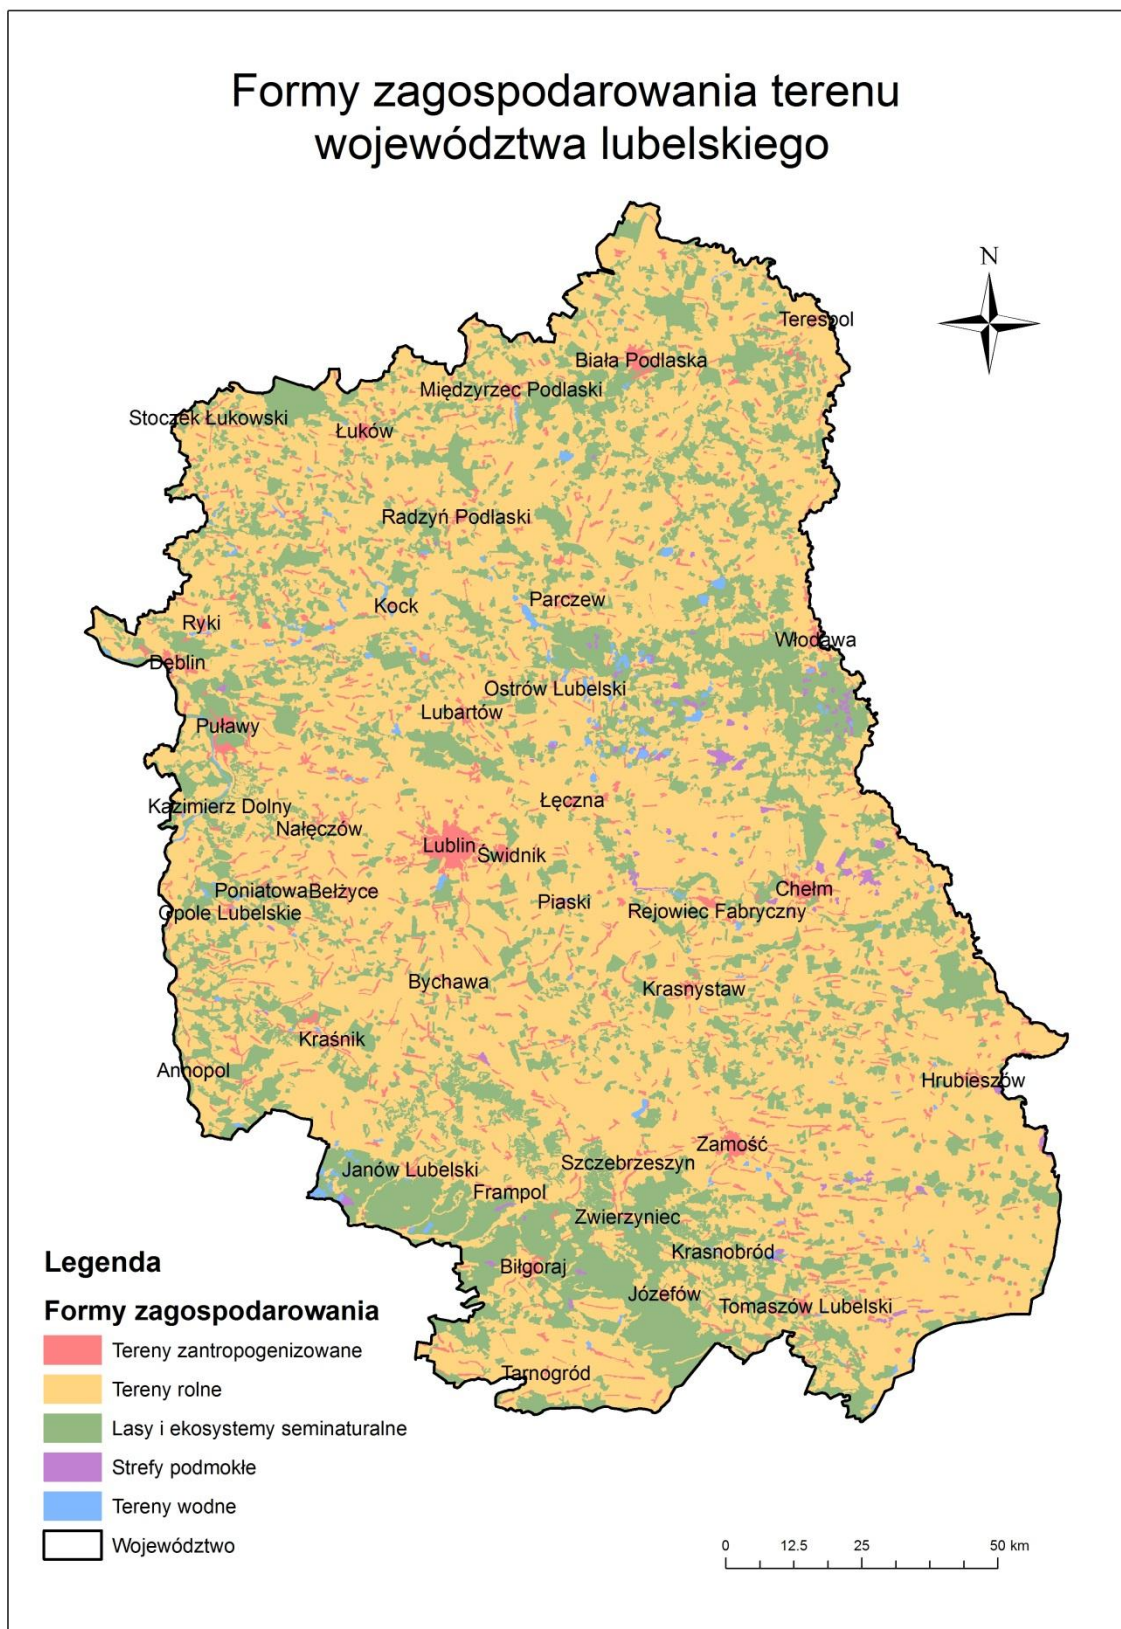 Formy zagospodarowania terenu
województwa lubelskiego
N
Terespol
Biała Podlaska
Międzyrzec Podlaski
Stoczek Łukowski
Łuków
Radzyń Podlaski
Kock
Parczew
Ryki
Włodawa
Dęblin
Ostrów Lubelski
Lubartów
Puławy
Kazimierz Dolny
Łęczna
Nałęczów
Lublin
Świdnik
Poniatowa
Bełżyce
Chełm
Opole Lubelskie
Piaski
Rejowiec Fabryczny
Bychawa
Krasnystaw
Kraśnik
Annopol
Hrubieszów
Zamość
Janów Lubelski
Szczebrzeszyn
Frampol
Zwierzyniec
Krasnobród
Biłgoraj
Józefów
Tomaszów Lubelski
Tarnogród
Legenda
Formy zagospodarowania
Tereny zantropogenizowane
Tereny rolne
Lasy i ekosystemy seminaturalne
Strefy podmokłe
Tereny wodne
Województwo
0 12.5 25 50 km